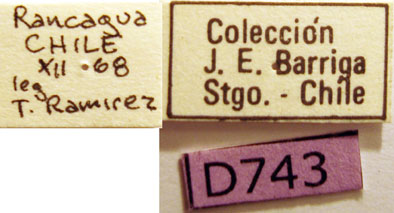 Rancagua
CHILE
XII-68
leg
T. Ramirez
Colección
J. E. Barriga
Stgo. - Chile
D743